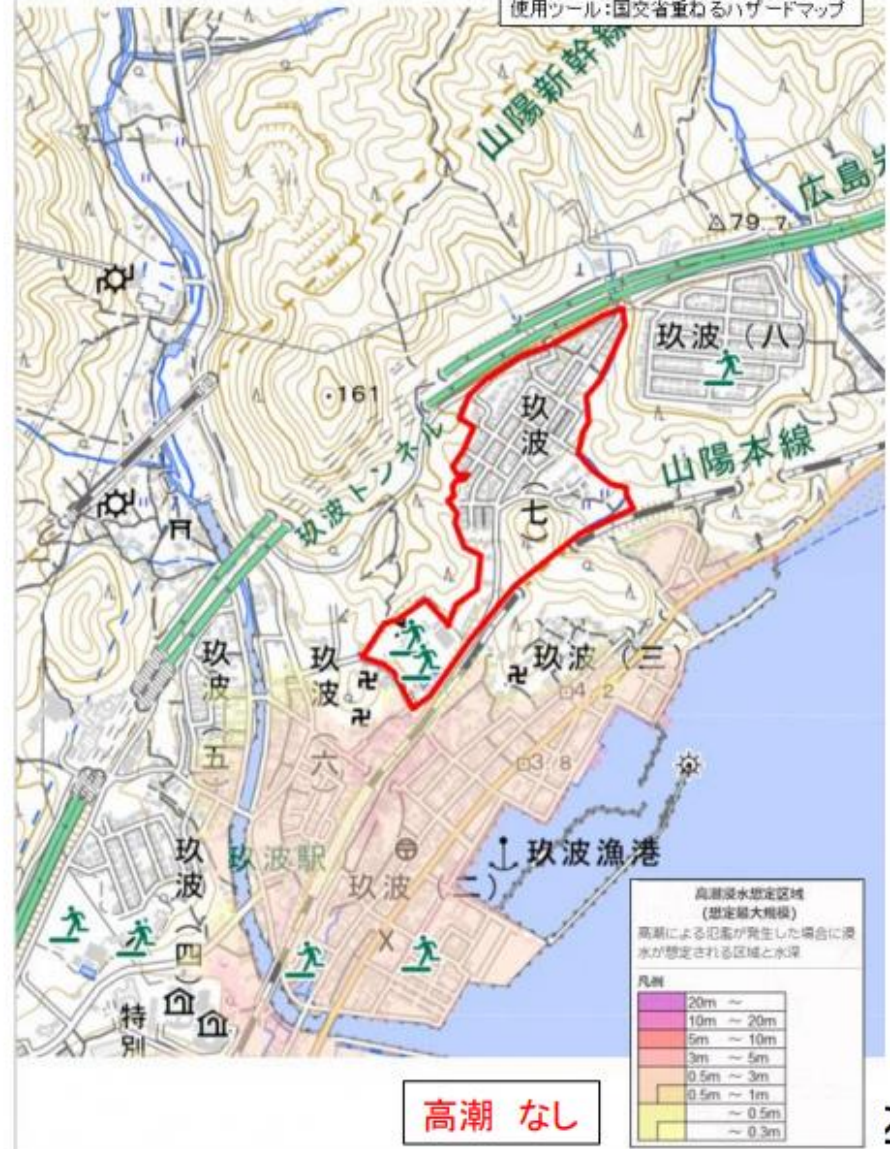 使用ツール:国交省重ねるハザードマップ
山陽新幹線
広島岩
79.7
玖波(八)
161
玖波トンネル
玖波(七)
山陽本線
玖波(五)
玖波(六)
玖波(三)
4.2
3.8
玖波(四)
玖波駅
玖波(二)
玖波漁港
特別
高潮浸水想定区域
(想定最大規模)
高潮による氾濫が発生した場合に浸
水が想定される区域と水深
凡例
20m ～
10m ～ 20m
5m ～ 10m
3m ～ 5m
0.5m ～ 3m
0.5m ～ 1m
～ 0.5m
～ 0.3m
高潮 なし